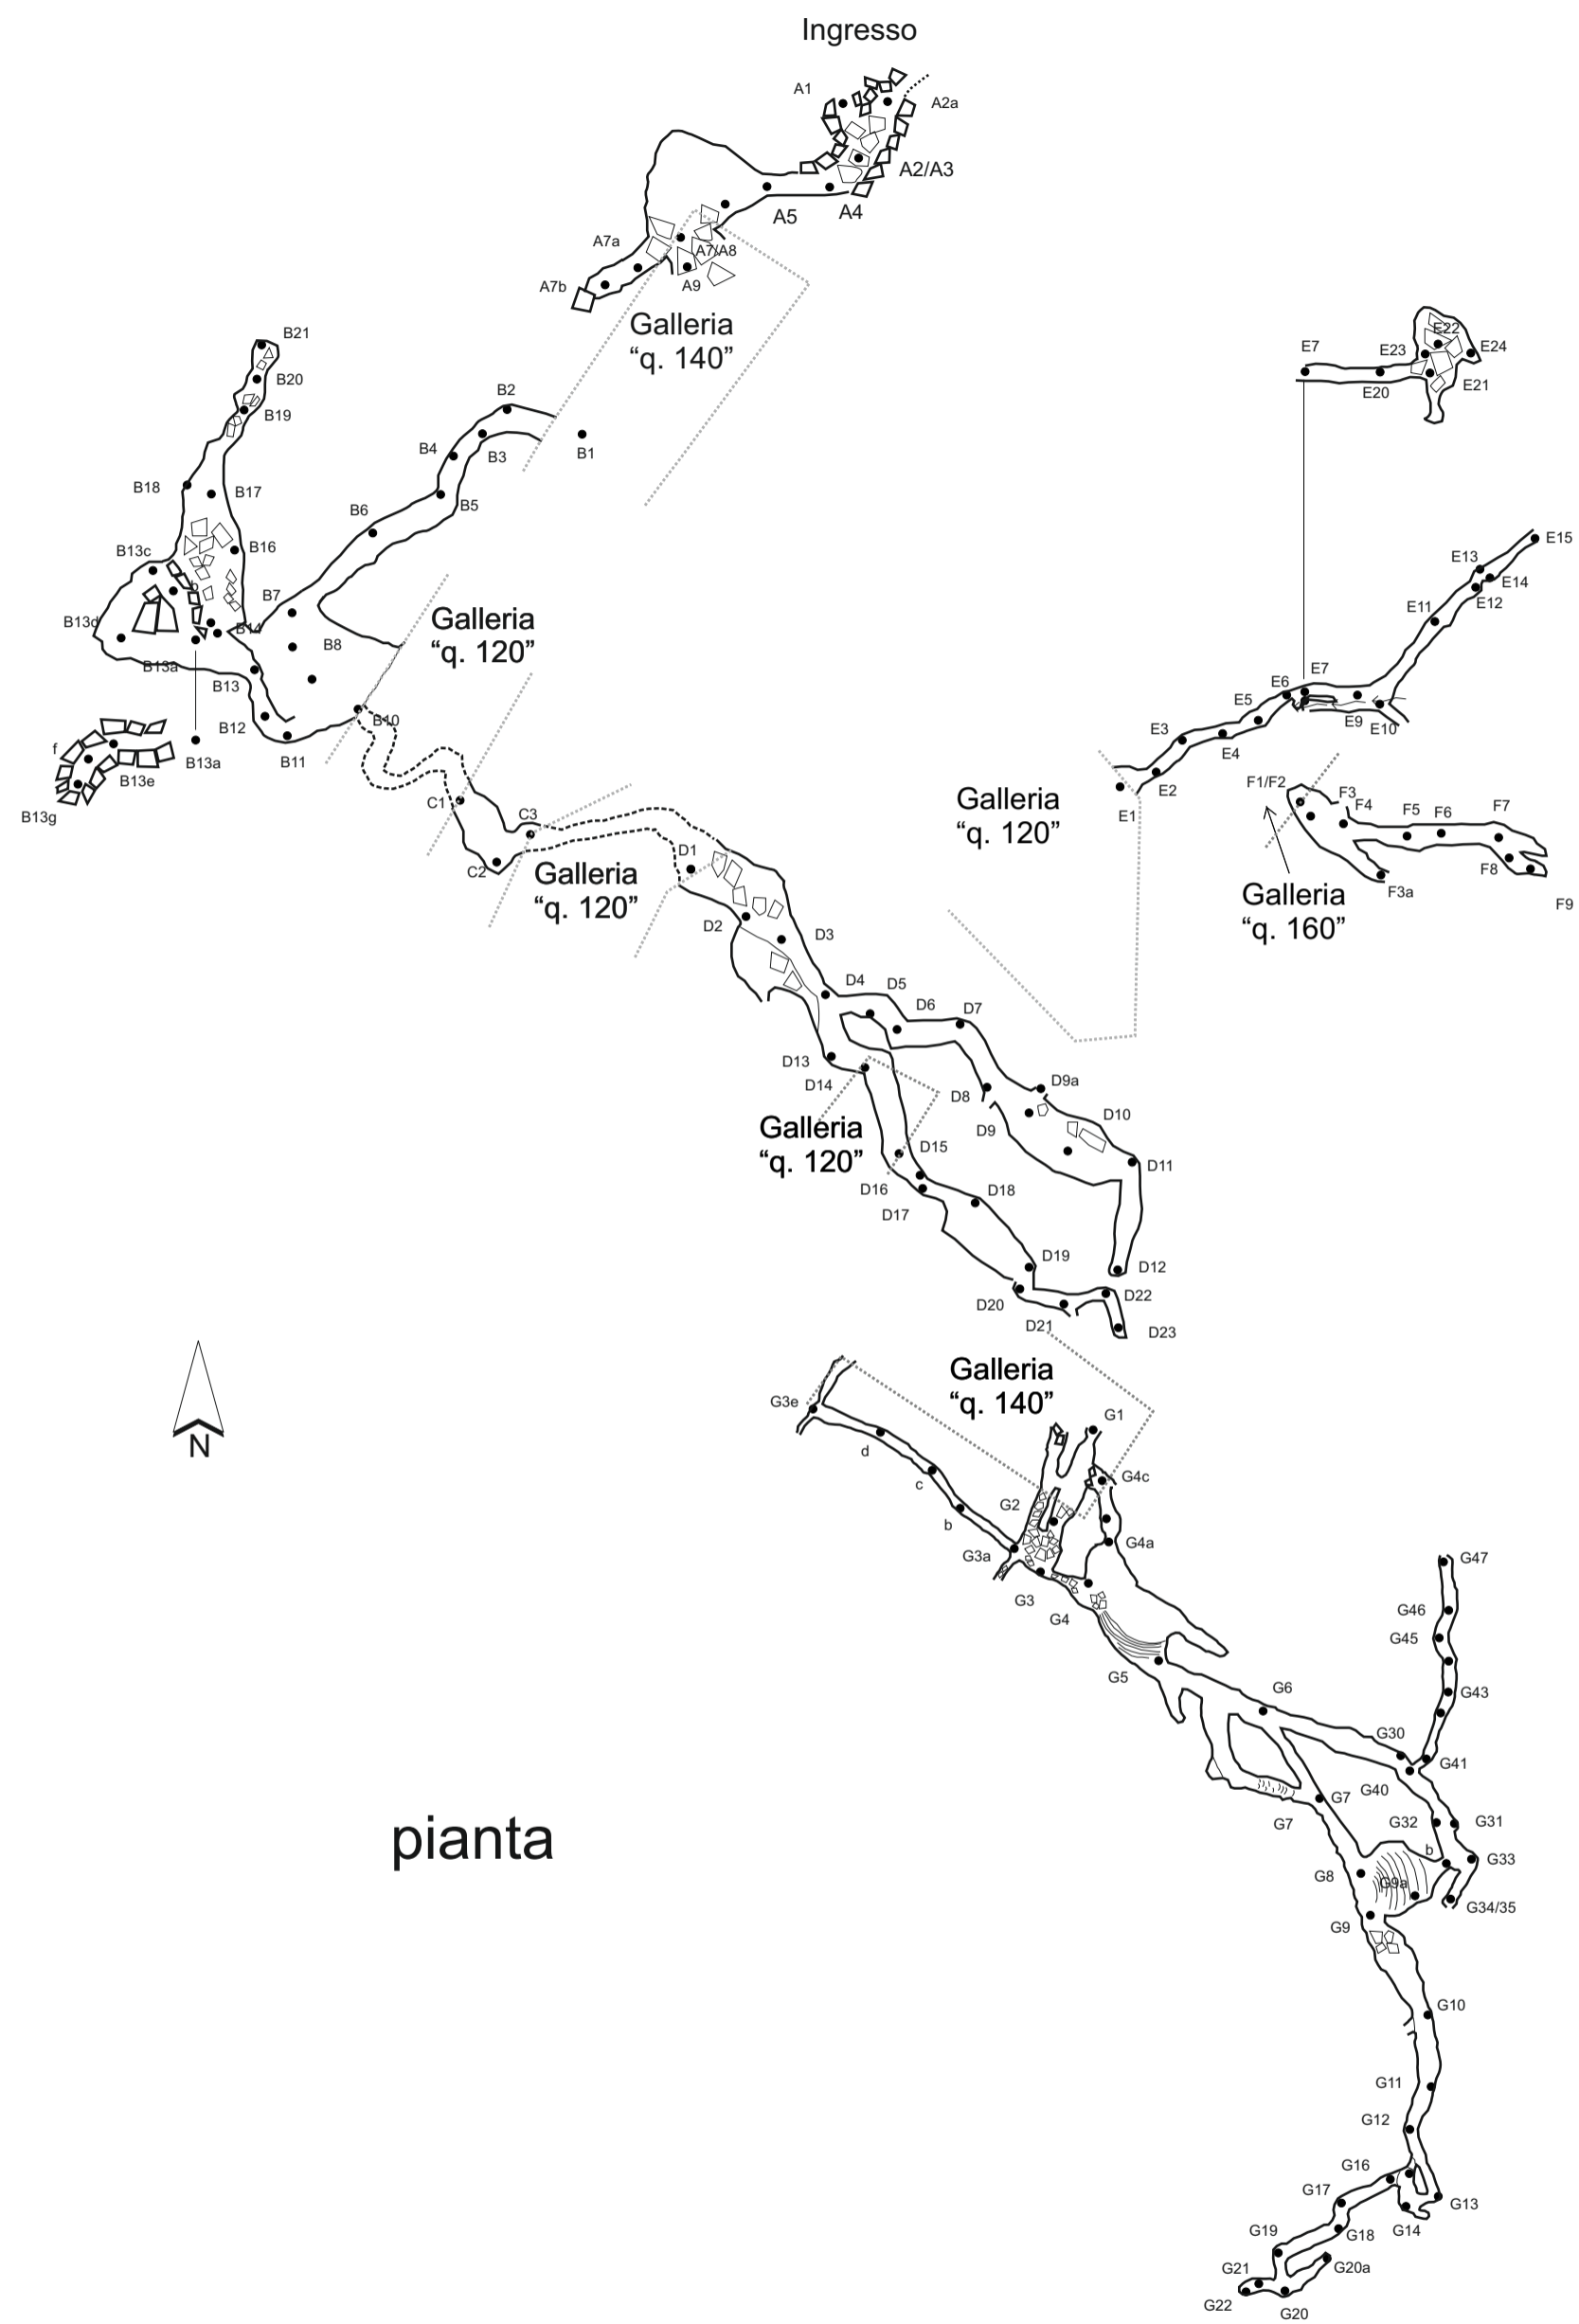 Ingresso
A1
A2a
A2/A3
A5
A4
A7a
A7/A8
A7b
A9
Galleria
“q. 140”
B21
B20
B19
B2
B4
B3
B1
B18
B17
B5
B6
B16
B13c
b
B7
B13d
B14
B8
B13a
B13
B12
B10
B11
f
B13e
B13a
B13g
Galleria
“q. 120”
E22
E7
E23
E24
E20
E21
E15
E13
E14
E12
E11
E7
E6
E5
E9
E10
E3
E4
E2
E1
Galleria
“q. 120”
F1/F2
F3
F4
F5
F6
F7
F8
F3a
F9
Galleria
“q. 160”
C1
C3
C2
Galleria
“q. 120”
D1
D2
D3
D4
D5
D6
D7
D13
D14
D8
D9a
D9
D10
D11
Galleria
“q. 120”
D15
D16
D17
D18
D19
D12
D20
D22
D21
D23
N
Galleria
“q. 140”
G3e
d
c
b
G1
G4c
G2
G4a
G3a
G3
G4
G5
G47
G46
G45
G43
G6
G30
G41
G40
G7
G7
G32
G31
b
G33
G8
G9a
G34/35
G9
pianta
G10
G11
G12
G16
G17
G13
G14
G18
G19
G20a
G21
G22
G20